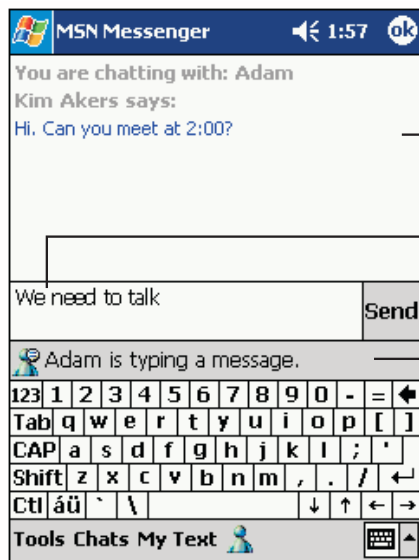 MSN Messenger 1:57 ok
You are chatting with: Adam
Kim Akers says:
Hi. Can you meet at 2:00?
We need to talk
Send
Adam is typing a message.
123 1 2 3 4 5 6 7 8 9 0 - =
Tab q w e r t y u i o p [ ]
CAP a s d f g h j k l ; '
Shift z x c v b n m , . /
Ctl áü ` \
Tools Chats My Text